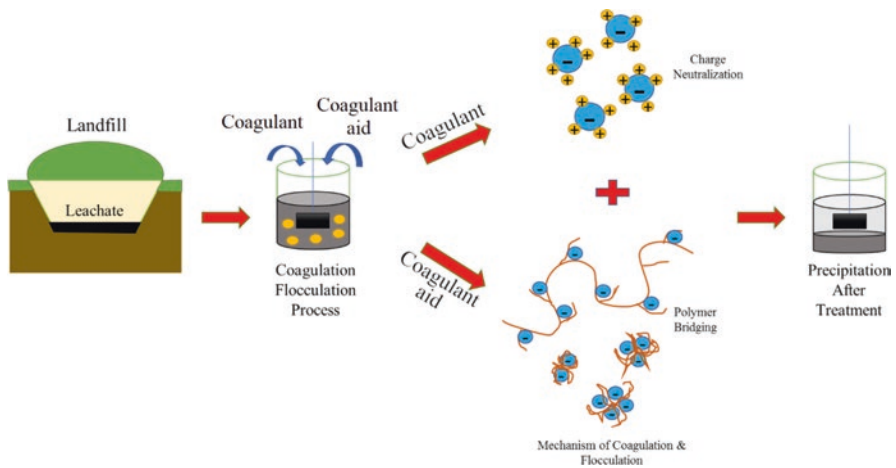 Landfill
Leachate
Coagulant
Coagulant
aid
Coagulation
Flocculation
Process
Coagulant
Coagulant
aid
Charge
Neutralization
Polymer
Bridging
Mechanism of Coagulation &
Flocculation
Precipitation
After
Treatment